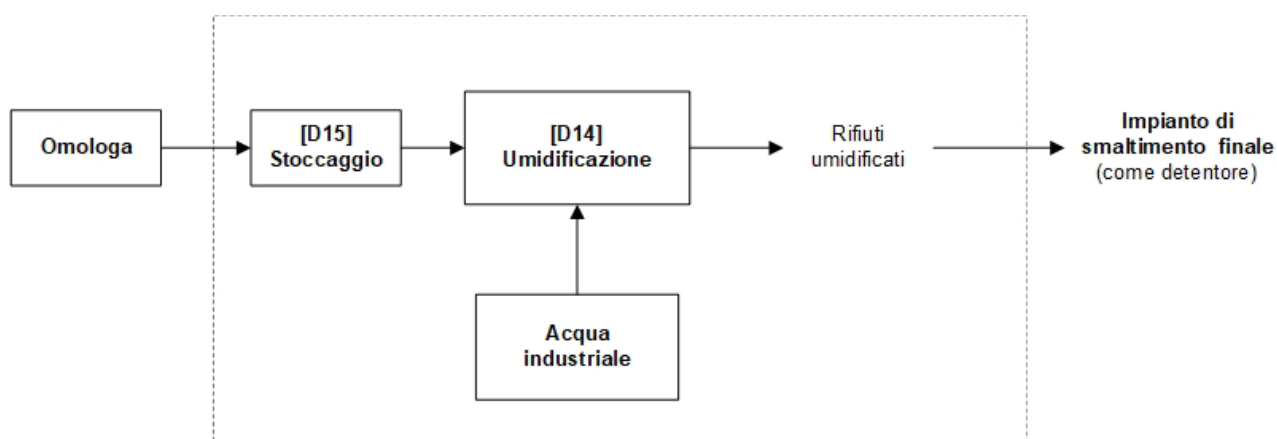 Omologa
[D15]
Stoccaggio
[D14]
Umidificazione
Rifiuti
umidificati
Impianto di
smaltimento finale
(come detentore)
Acqua
industriale